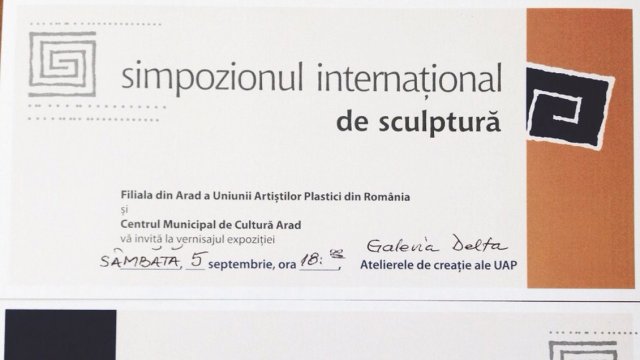 simpozionul internațional
de sculptură
Filiala din Arad a Uniunii Artiștilor Plastici din România
și
Centrul Municipal de Cultură Arad
vă invită la vernisajul expoziției
SÂMBĂTĂ, 5 septembrie, ora 18:00, Galeria Delta
Atelierele de creație ale UAP